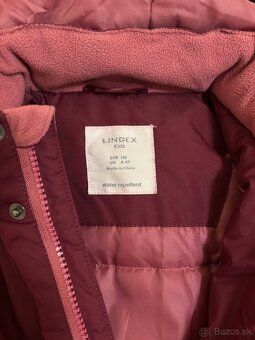 LINDEX
Kids
EUR 110
UK 4-5Y
Made in China
Water repellent
Bazos.sk